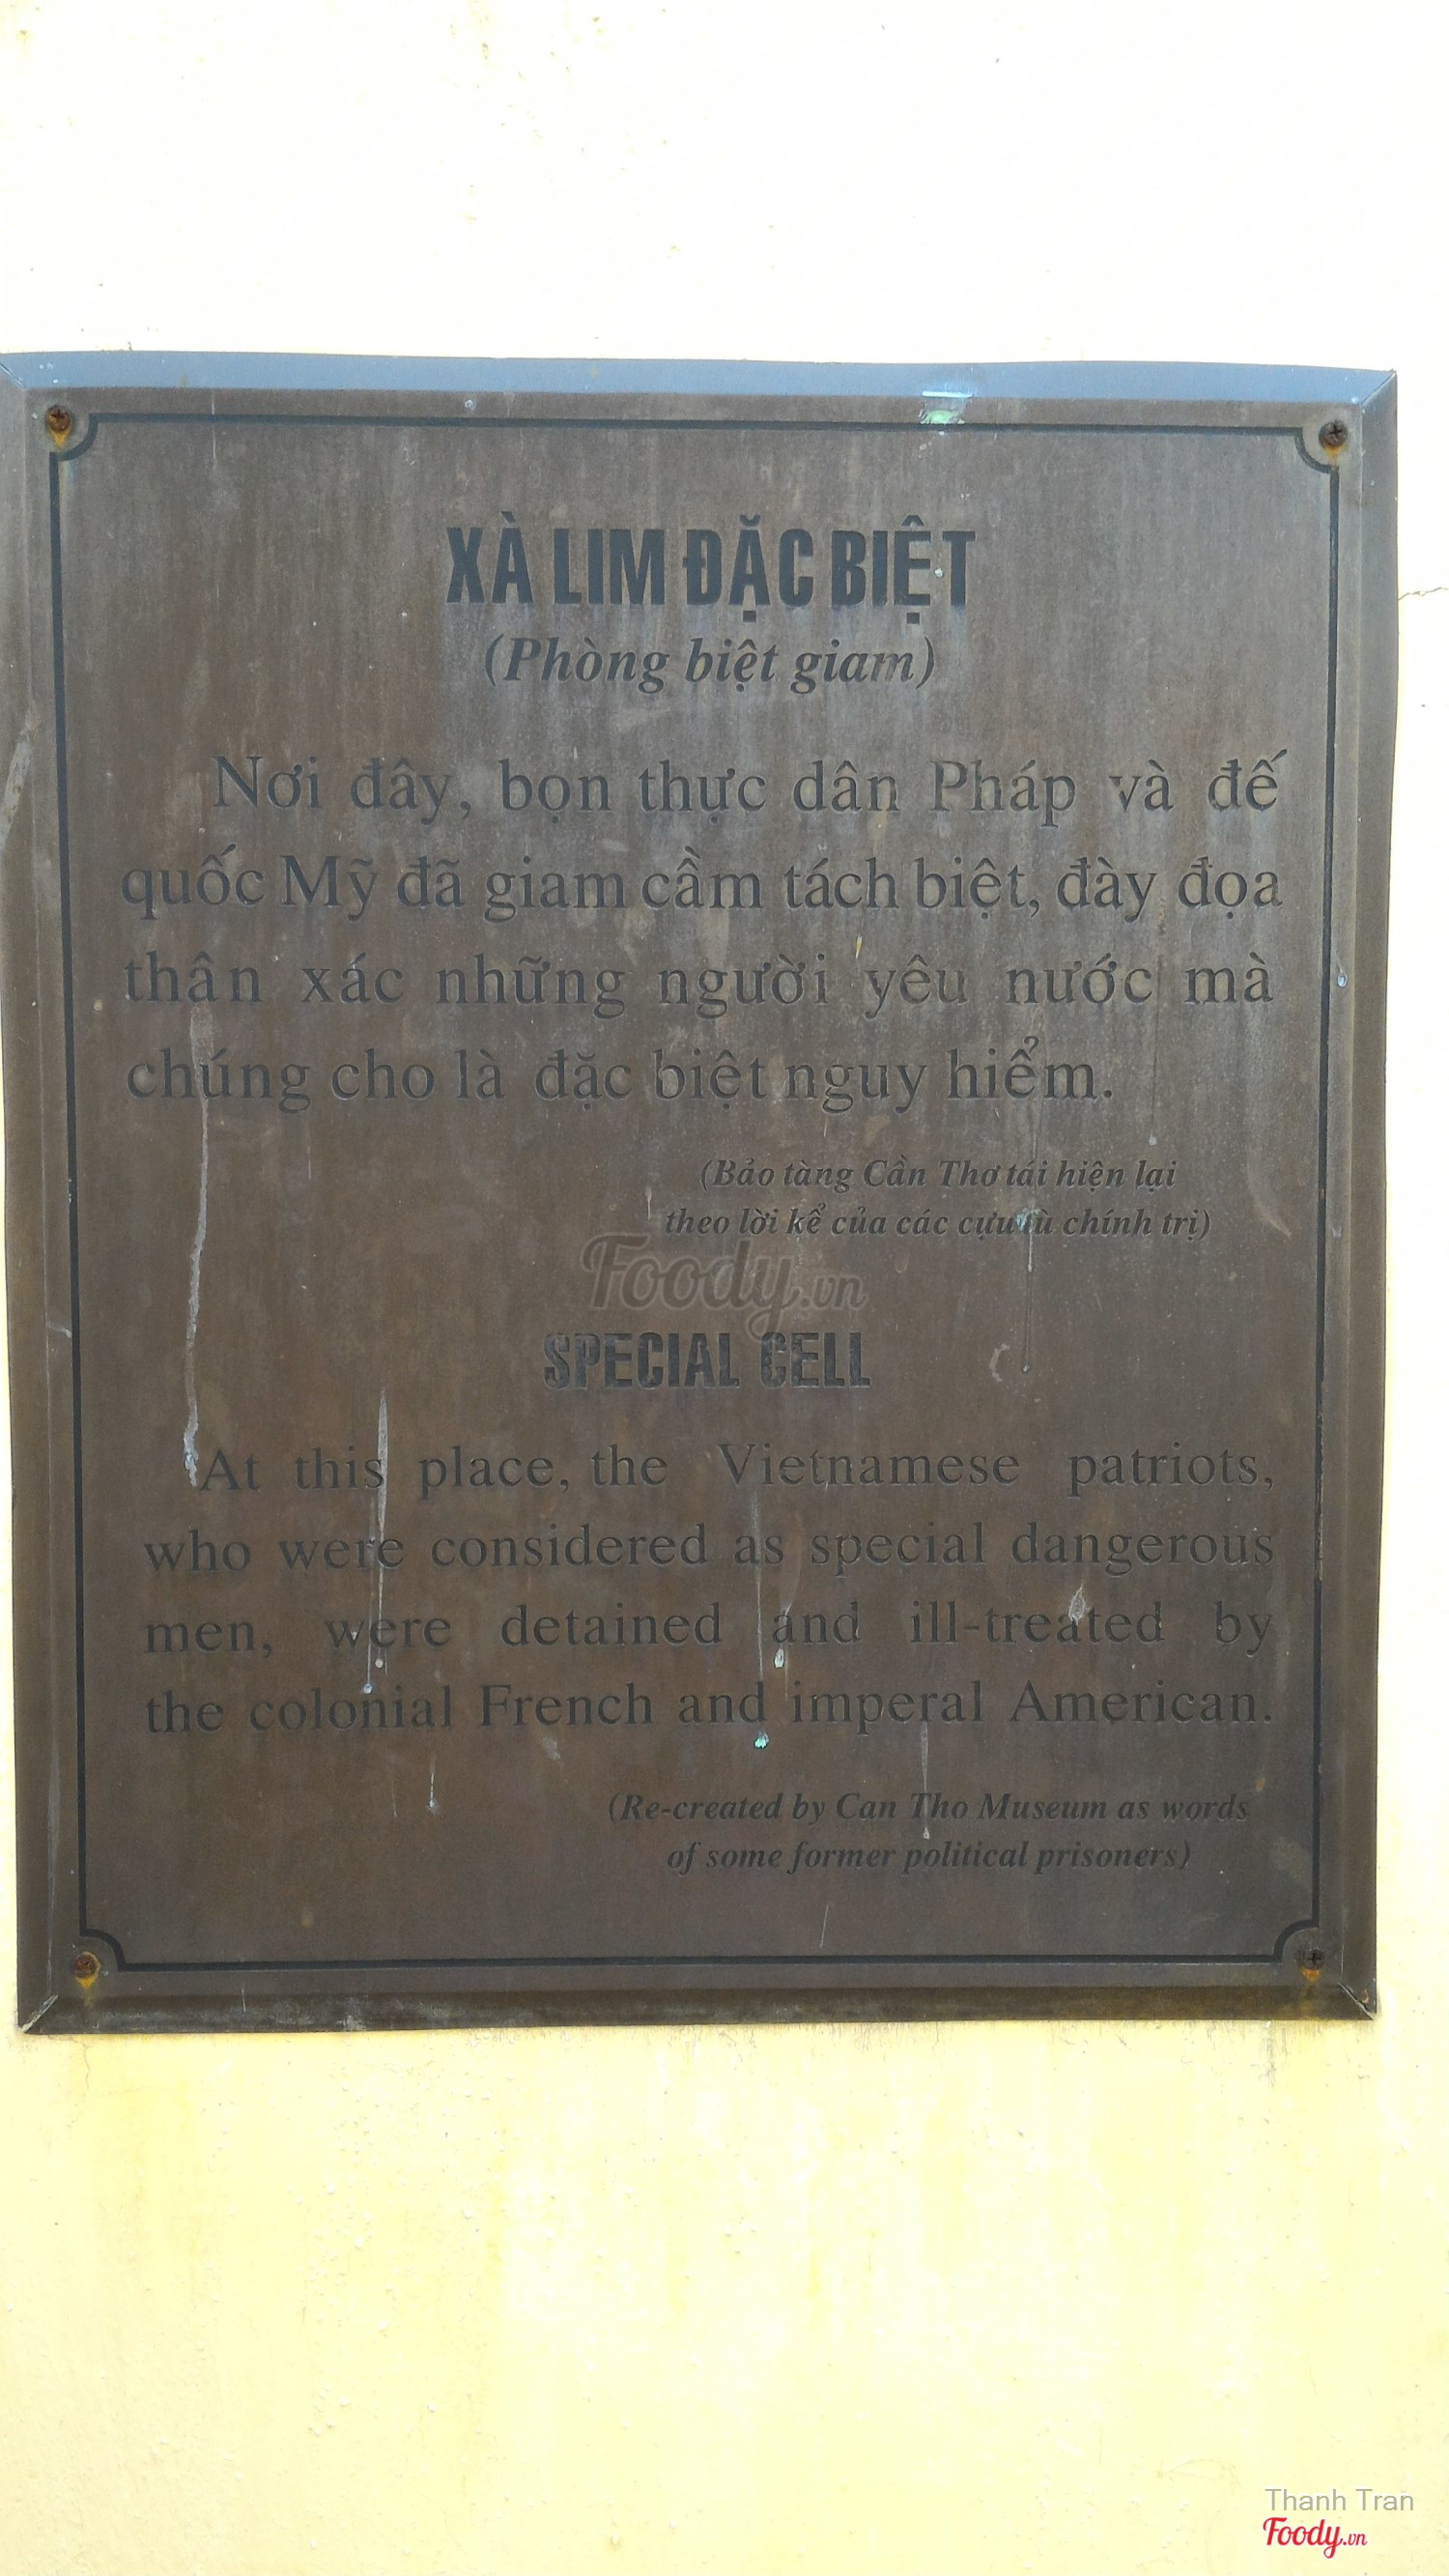 XÀ LIM ĐẶC BIỆT
(Phòng biệt giam)
Nơi đây, bọn thực dân Pháp và đế
quốc Mỹ đã giam cầm tách biệt, đày đọa
thân xác những người yêu nước mà
chúng cho là đặc biệt nguy hiểm.
(Bảo tàng Cần Thơ tái hiện lại
theo lời kể của các cựu tù chính trị)
Foody.vn
SPECIAL CELL
At this place, the Vietnamese patriots,
who were considered as special dangerous
men, were detained and ill-treated by
the colonial French and imperal American.
(Re-created by Can Tho Museum as words
of some former political prisoners)
Thanh Tran
Foody.vn